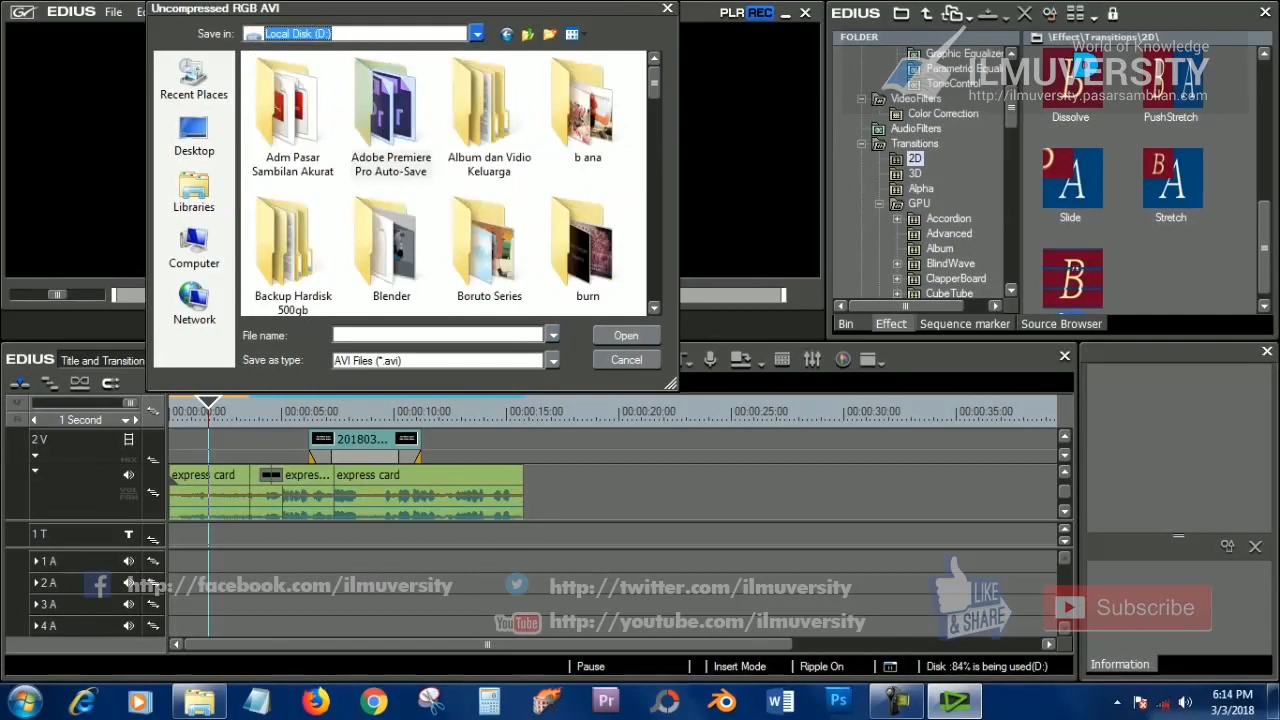 EDIUS File
Uncompressed RGB AVI
PLR REC
EDIUS
Save in:
Local Disk (D:)
Recent Places
Desktop
Libraries
Computer
Network
Adm Pasar
Sambilan Akurat
Adobe Premiere
Pro Auto-Save
Album dan Vidio
Keluarga
b ana
Backup Hardisk
500gb
Blender
Boruto Series
burn
File name:
Open
Save as type:
AVI Files (*.avi)
Cancel
FOLDER
\Effect\Transitions\2D\
World of Knowledge
ILMUVERSITY
http://ilmuversity.pasarsambilan.com
Graphic Equalizer
Parametric Equal
ToneControl
VideoFilters
Color Correction
AudioFilters
Transitions
2D
3D
Alpha
GPU
Accordion
Advanced
Album
BlindWave
ClapperBoard
CubeTube
Dissolve
PushStretch
Slide
Stretch
Bin
Effect
Sequence marker
Source Browser
EDIUS
Title and Transition
1 Second
00:00:00:00
00:00:05:00
00:00:10:00
00:00:15:00
00:00:20:00
00:00:25:00
00:00:30:00
00:00:35:00
2 V
201803...
express card
expres...
express card
VOL
PAN
1 T
T
1 A
2 A
3 A
4 A
http://facebook.com/ilmuversity
http://twitter.com/ilmuversity
YouTube
http://youtube.com/ilmuversity
LIKE
& SHARE
Subscribe
Pause
Insert Mode
Ripple On
Disk :84% is being used(D:)
Information
Pr
Ps
6:14 PM
3/3/2018